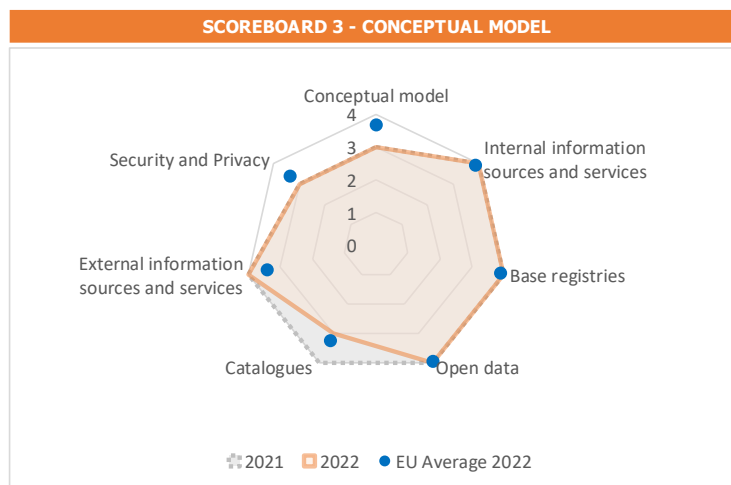 SCOREBOARD 3 - CONCEPTUAL MODEL
Conceptual model
4
3
2
1
0
Internal information
sources and services
Security and Privacy
External information
sources and services
Base registries
Catalogues
Open data
2021
2022
EU Average 2022